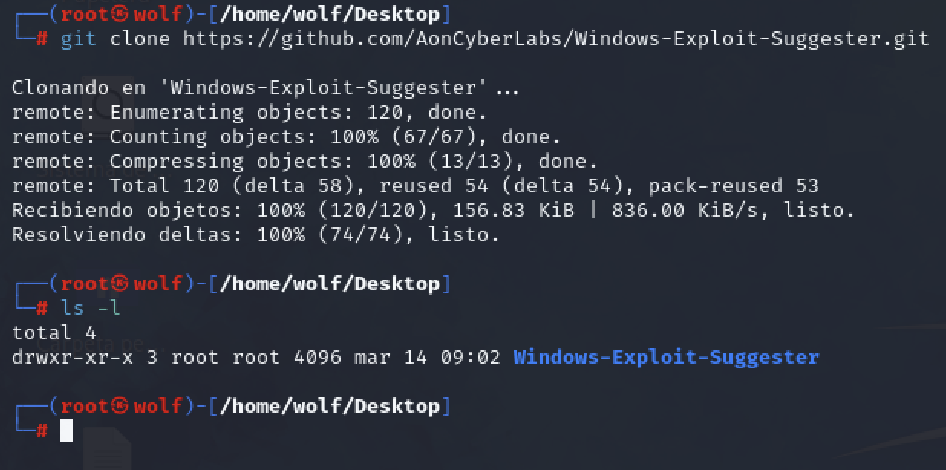 ┌──(root㉿wolf)-[/home/wolf/Desktop]
└─# git clone https://github.com/AonCyberLabs/Windows-Exploit-Suggester.git
Clonando en 'Windows-Exploit-Suggester'...
remote: Enumerating objects: 120, done.
remote: Counting objects: 100% (67/67), done.
remote: Compressing objects: 100% (13/13), done.
remote: Total 120 (delta 58), reused 54 (delta 54), pack-reused 53
Recibiendo objetos: 100% (120/120), 156.83 KiB | 836.00 KiB/s, listo.
Resolviendo deltas: 100% (74/74), listo.
┌──(root㉿wolf)-[/home/wolf/Desktop]
└─# ls -l
total 4
drwxr-xr-x 3 root root 4096 mar 14 09:02 Windows-Exploit-Suggester
┌──(root㉿wolf)-[/home/wolf/Desktop]
└─#